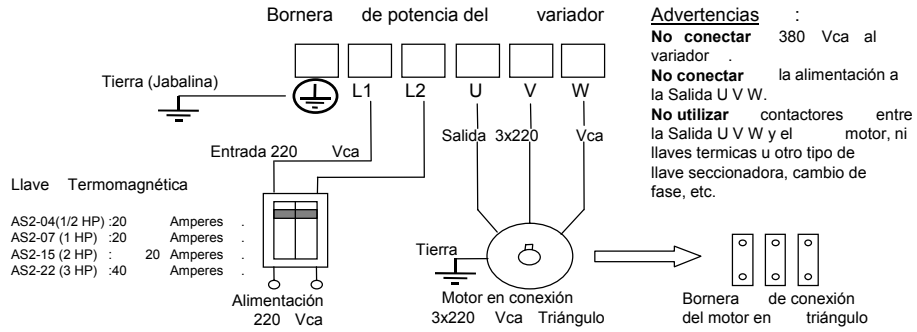 Bornera de potencia del variador
Tierra (Jabalina)
L1 L2 U V W
Entrada 220 Vca
Salida 3x220 Vca
Llave Termomagnética
AS2-04(1/2 HP) :20 Amperes .
AS2-07 (1 HP) :20 Amperes .
AS2-15 (2 HP) : 20 Amperes .
AS2-22 (3 HP) :40 Amperes .
Alimentación
220 Vca
Tierra
Motor en conexión
3x220 Vca Triángulo
Advertencias :
No conectar 380 Vca al
variador .
No conectar la alimentación a
la Salida U V W.
No utilizar contactores entre
la Salida U V W y el motor, ni
llaves termicas u otro tipo de
llave seccionadora, cambio de
fase, etc.
Bornera de conexión
del motor en triángulo